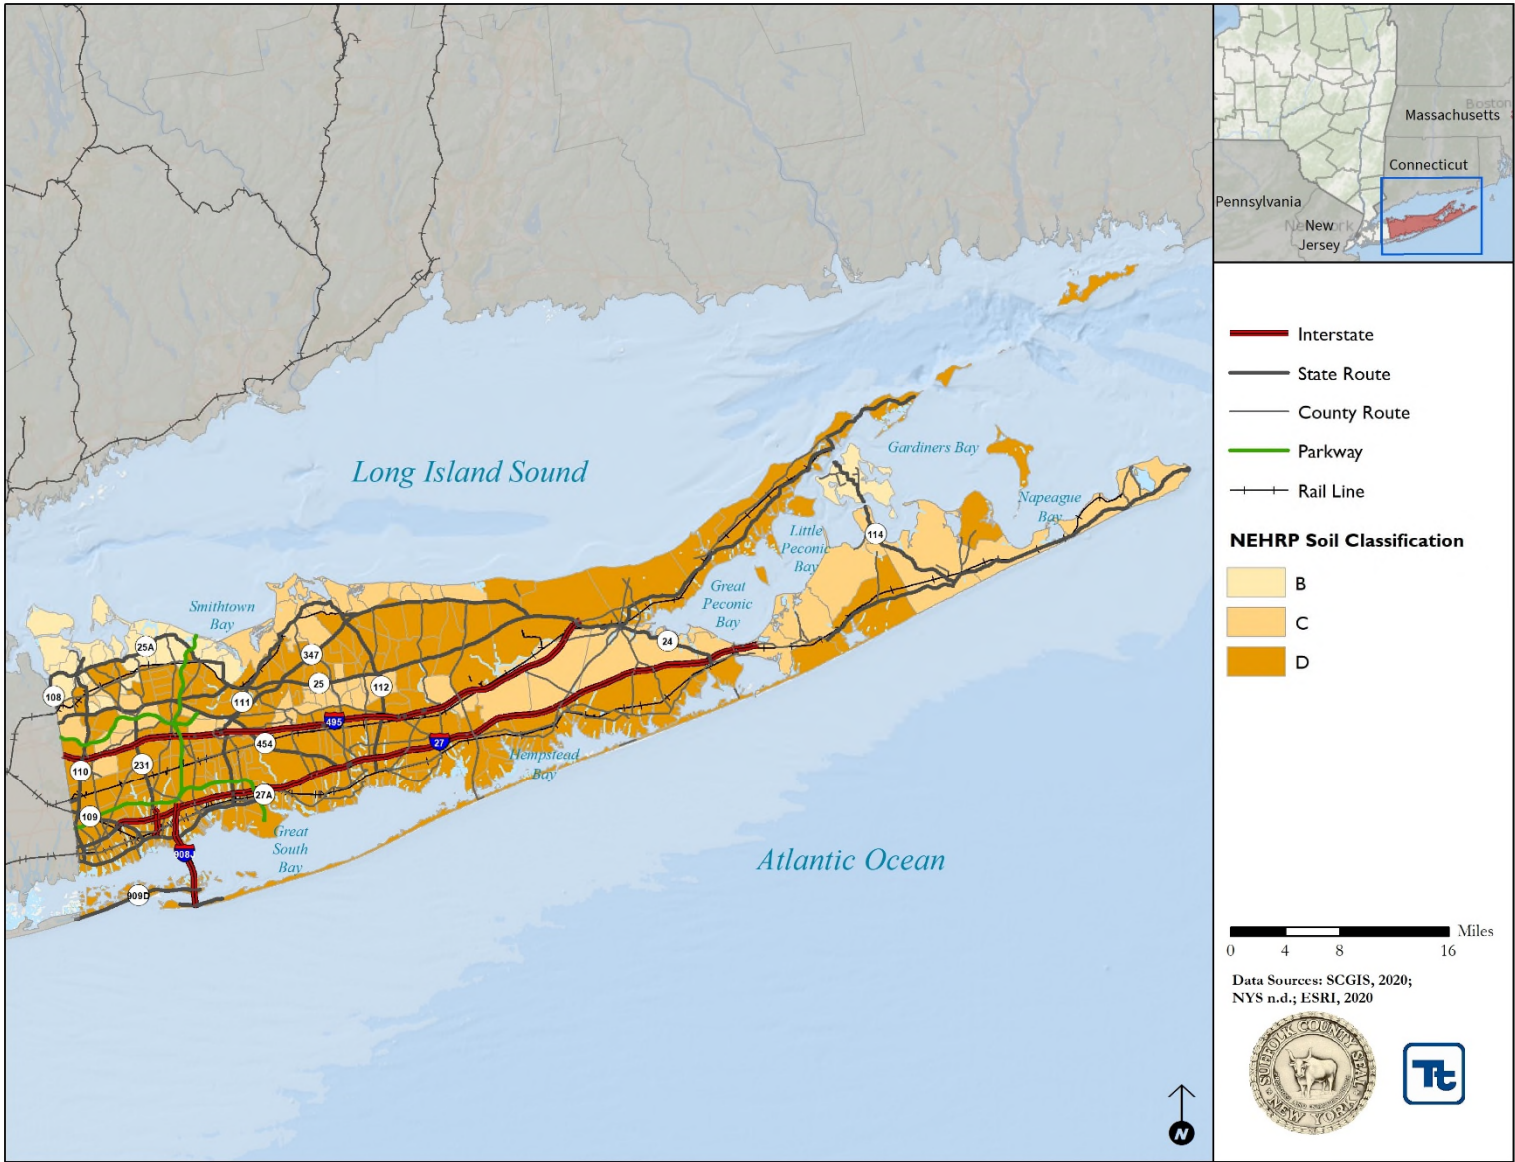 Long Island Sound
Atlantic Ocean
Smithtown
Bay
Gardiners Bay
Napeague
Bay
Little
Peconic
Bay
Great
Peconic
Bay
Hempstead
Bay
Great
South
Bay
25A
108
347
25
112
111
495
454
27
110
231
27A
109
908J
909D
24
114
N
Boston
Massachusetts
Connecticut
Pennsylvania
New York
New
Jersey
Interstate
State Route
County Route
Parkway
Rail Line
NEHRP Soil Classification
B
C
D
Miles
0 4 8 16
Data Sources: SCGIS, 2020;
NYS n.d.; ESRI, 2020
SUFFOLK COUNTY SEAL
NEW YORK
Tt